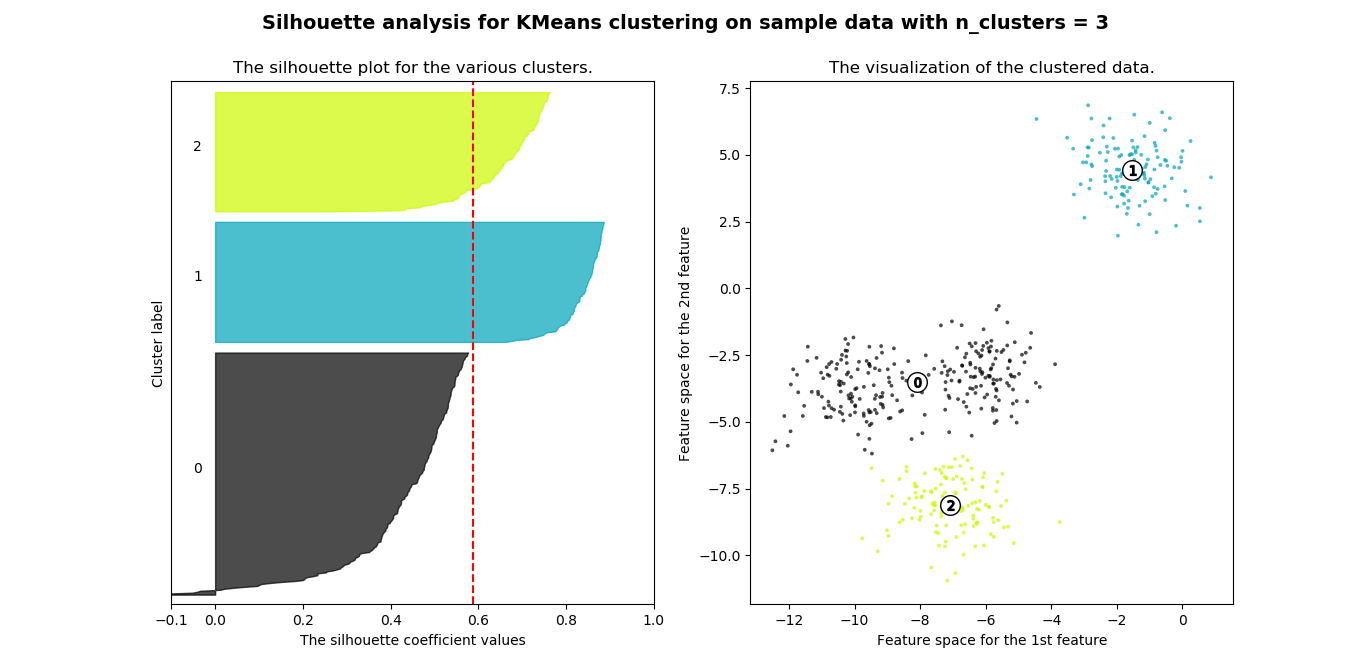 Silhouette analysis for KMeans clustering on sample data with n_clusters = 3
The silhouette plot for the various clusters.
Cluster label
2
1
0
−0.1 0.0 0.2 0.4 0.6 0.8 1.0
The silhouette coefficient values
The visualization of the clustered data.
Feature space for the 2nd feature
7.5
5.0
2.5
0.0
−2.5
−5.0
−7.5
−10.0
1
0
2
−12 −10 −8 −6 −4 −2 0
Feature space for the 1st feature